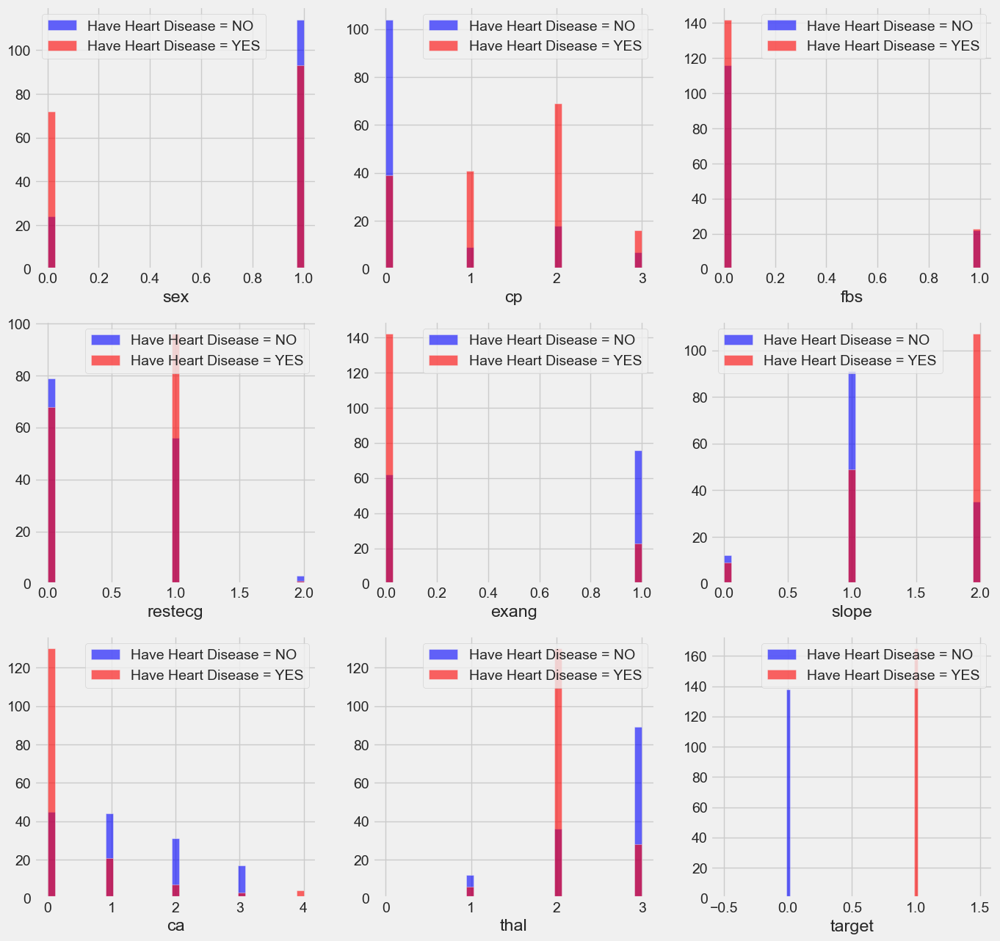 Have Heart Disease = NO
Have Heart Disease = YES
100
80
60
40
20
0
0.0 0.2 0.4 0.6 0.8 1.0
sex
Have Heart Disease = NO
Have Heart Disease = YES
100
80
60
40
20
0
0 1 2 3
cp
Have Heart Disease = NO
Have Heart Disease = YES
140
120
100
80
60
40
20
0
0.0 0.2 0.4 0.6 0.8 1.0
fbs
Have Heart Disease = NO
Have Heart Disease = YES
100
80
60
40
20
0
0.0 0.5 1.0 1.5 2.0
restecg
Have Heart Disease = NO
Have Heart Disease = YES
140
120
100
80
60
40
20
0
0.0 0.2 0.4 0.6 0.8 1.0
exang
Have Heart Disease = NO
Have Heart Disease = YES
100
80
60
40
20
0
0.0 0.5 1.0 1.5 2.0
slope
Have Heart Disease = NO
Have Heart Disease = YES
120
100
80
60
40
20
0
0 1 2 3 4
ca
Have Heart Disease = NO
Have Heart Disease = YES
120
100
80
60
40
20
0
0 1 2 3
thal
Have Heart Disease = NO
Have Heart Disease = YES
160
140
120
100
80
60
40
20
0
−0.5 0.0 0.5 1.0 1.5
target